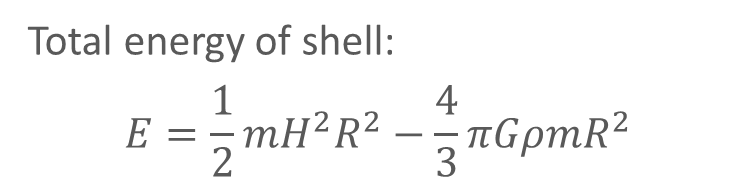 Total energy of shell:
E = 1/2 mH²R² − 4/3 πGρmR²